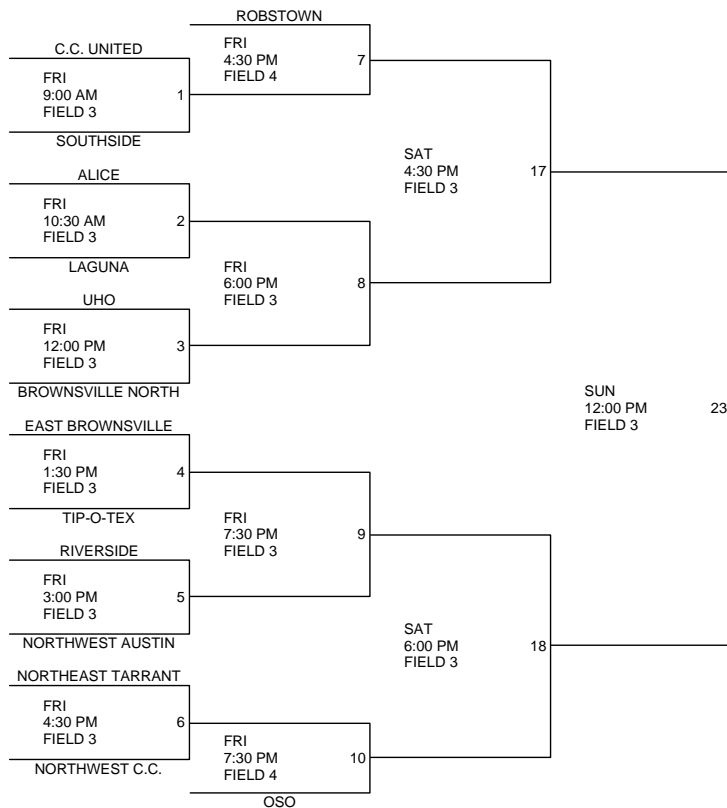 ROBSTOWN
C.C. UNITED
FRI
4:30 PM
FIELD 4
7
FRI
9:00 AM
FIELD 3
1
SOUTHSIDE
SAT
4:30 PM
FIELD 3
17
ALICE
FRI
10:30 AM
FIELD 3
2
LAGUNA
FRI
6:00 PM
FIELD 3
8
UHO
FRI
12:00 PM
FIELD 3
3
BROWNSVILLE NORTH
SUN
12:00 PM
FIELD 3
23
EAST BROWNSVILLE
FRI
1:30 PM
FIELD 3
4
TIP-O-TEX
FRI
7:30 PM
FIELD 3
9
RIVERSIDE
FRI
3:00 PM
FIELD 3
5
NORTHWEST AUSTIN
SAT
6:00 PM
FIELD 3
18
NORTHEAST TARRANT
FRI
4:30 PM
FIELD 3
6
NORTHWEST C.C.
FRI
7:30 PM
FIELD 4
10
OSO